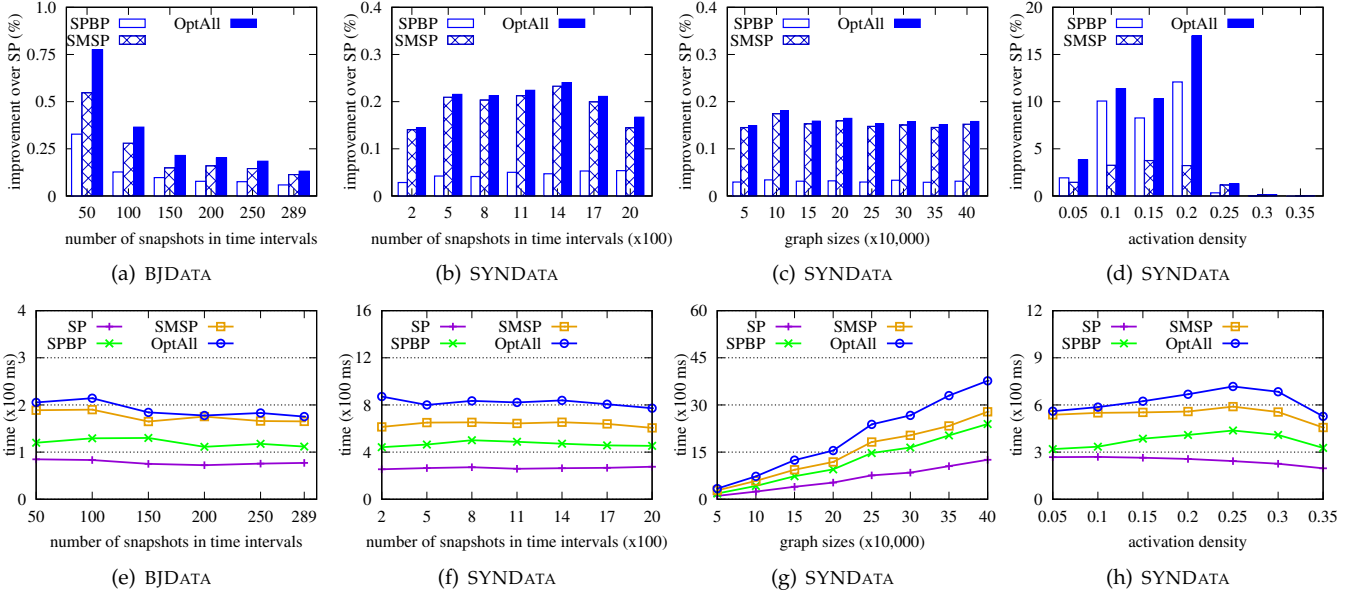 improvement over SP (%)
1.0
0.75
0.5
0.25
0
SPBP
SMSP
OptAll
50 100 150 200 250 289
number of snapshots in time intervals
(a) BJDATA
improvement over SP (%)
0.4
0.3
0.2
0.1
0
SPBP
SMSP
OptAll
2 5 8 11 14 17 20
number of snapshots in time intervals (x100)
(b) SYNDATA
improvement over SP (%)
0.4
0.3
0.2
0.1
0
SPBP
SMSP
OptAll
5 10 15 20 25 30 35 40
graph sizes (x10,000)
(c) SYNDATA
improvement over SP (%)
20
15
10
5
0
SPBP
SMSP
OptAll
0.05 0.1 0.15 0.2 0.25 0.3 0.35
activation density
(d) SYNDATA
time (x100 ms)
4
3
2
1
0
SP
SPBP
SMSP
OptAll
50 100 150 200 250 289
number of snapshots in time intervals
(e) BJDATA
time (x100 ms)
16
12
8
4
0
SP
SPBP
SMSP
OptAll
2 5 8 11 14 17 20
number of snapshots in time intervals (x100)
(f) SYNDATA
time (x100 ms)
60
45
30
15
0
SP
SPBP
SMSP
OptAll
5 10 15 20 25 30 35 40
graph sizes (x10,000)
(g) SYNDATA
time (x100 ms)
12
9
6
3
0
SP
SPBP
SMSP
OptAll
0.05 0.1 0.15 0.2 0.25 0.3 0.35
activation density
(h) SYNDATA